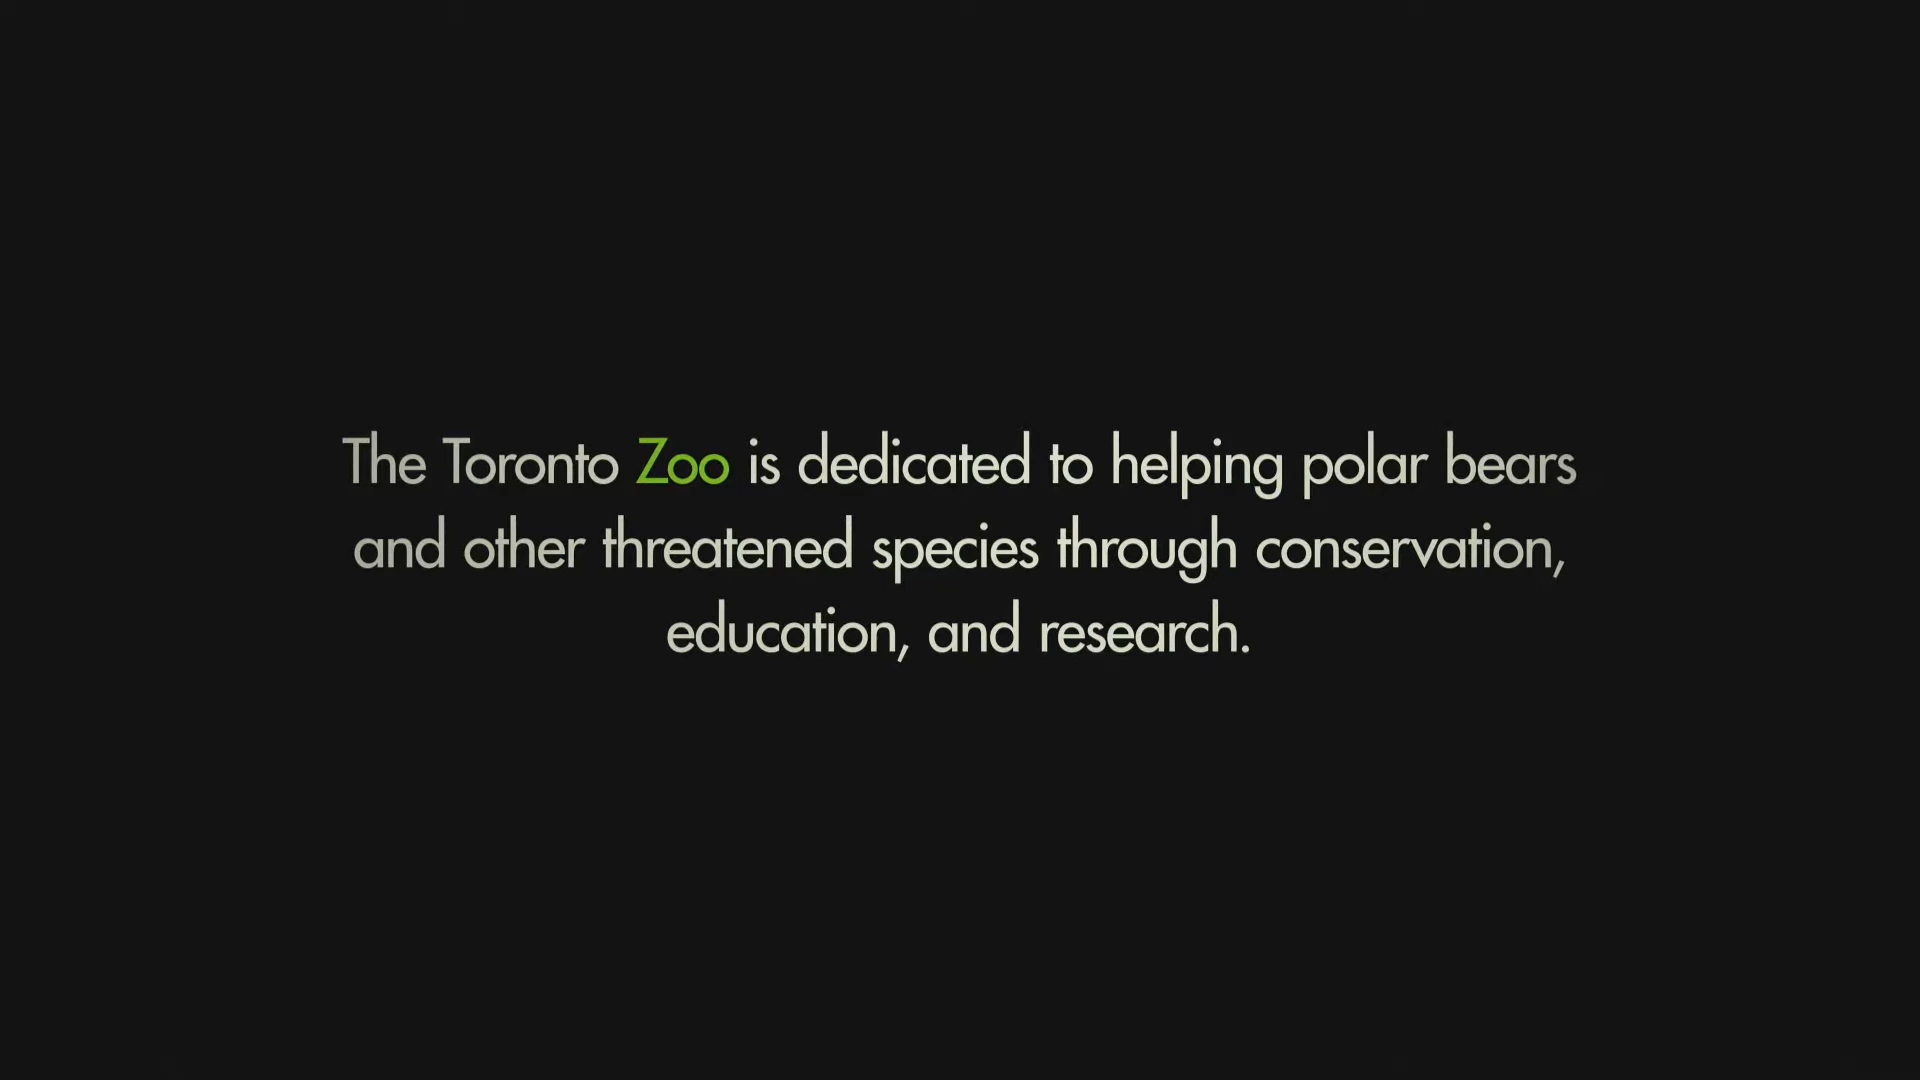 The Toronto Zoo is dedicated to helping polar bears
and other threatened species through conservation,
education, and research.